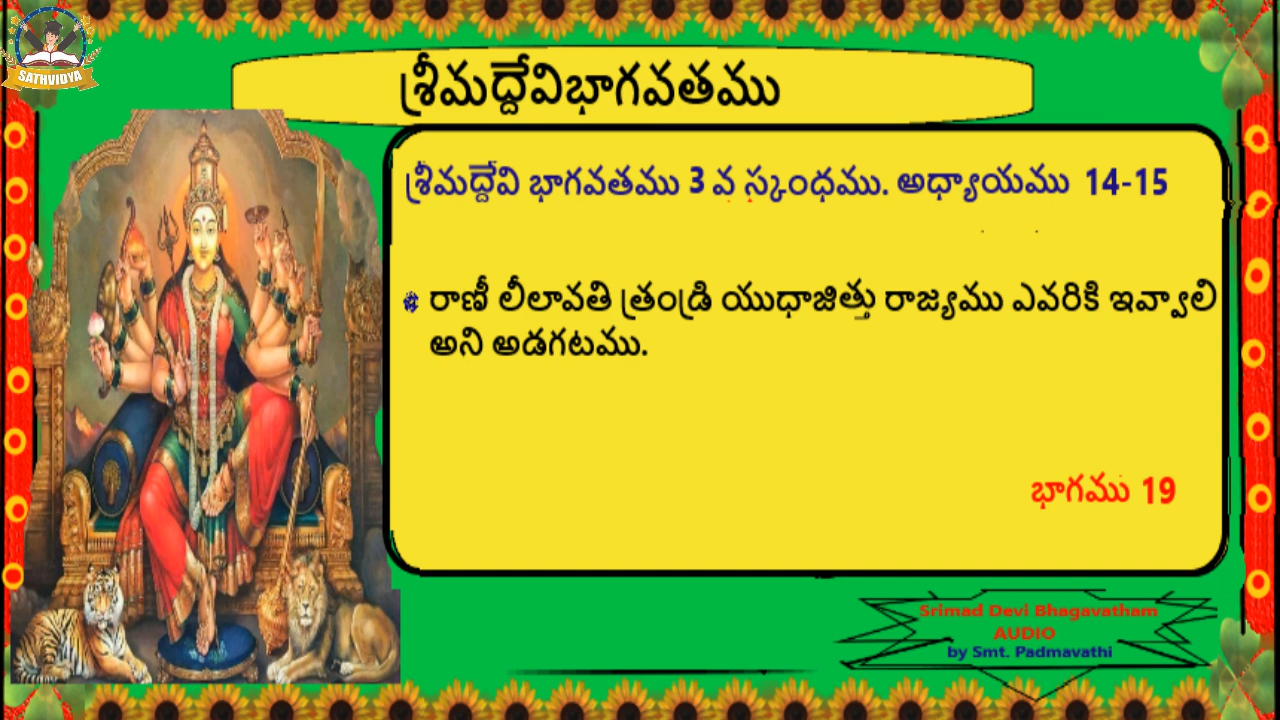 SATHVIDYA
శ్రీమద్దేవిభాగవతము
శ్రీమద్దేవి భాగవతము 3 వ స్కంధము. అధ్యాయము 14-15
రాణీ లీలావతి త్రండ్రి యుధాజిత్తు రాజ్యము ఎవరికి ఇవ్వాలి
అని అడగటము.
భాగము 19
Srimad Devi Bhagavatham
AUDIO
by Smt. Padmavathi